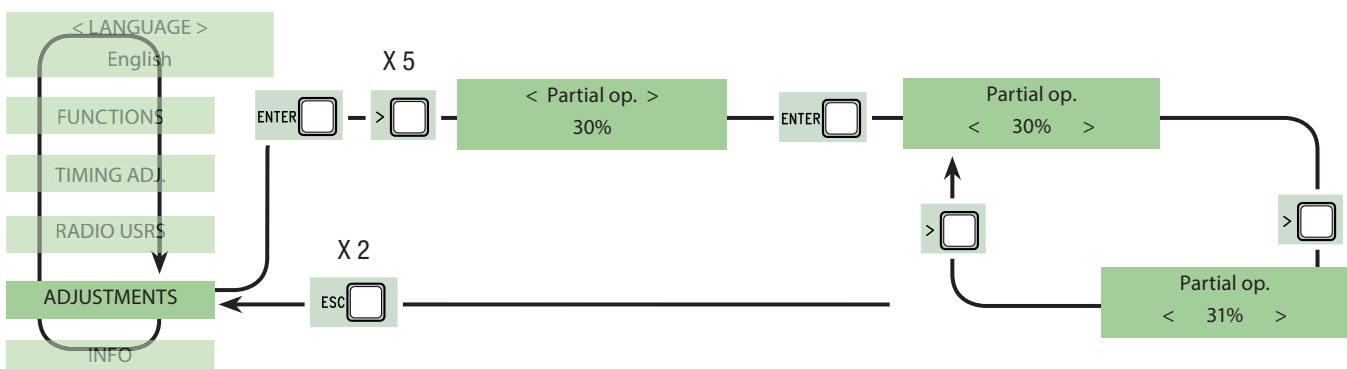 < LANGUAGE >
English
FUNCTIONS
TIMING ADJ.
RADIO USRS
ADJUSTMENTS
INFO
ENTER
X 5
>
< Partial op. >
30%
ENTER
Partial op.
< 30% >
>
Partial op.
< 31% >
>
X 2
ESC